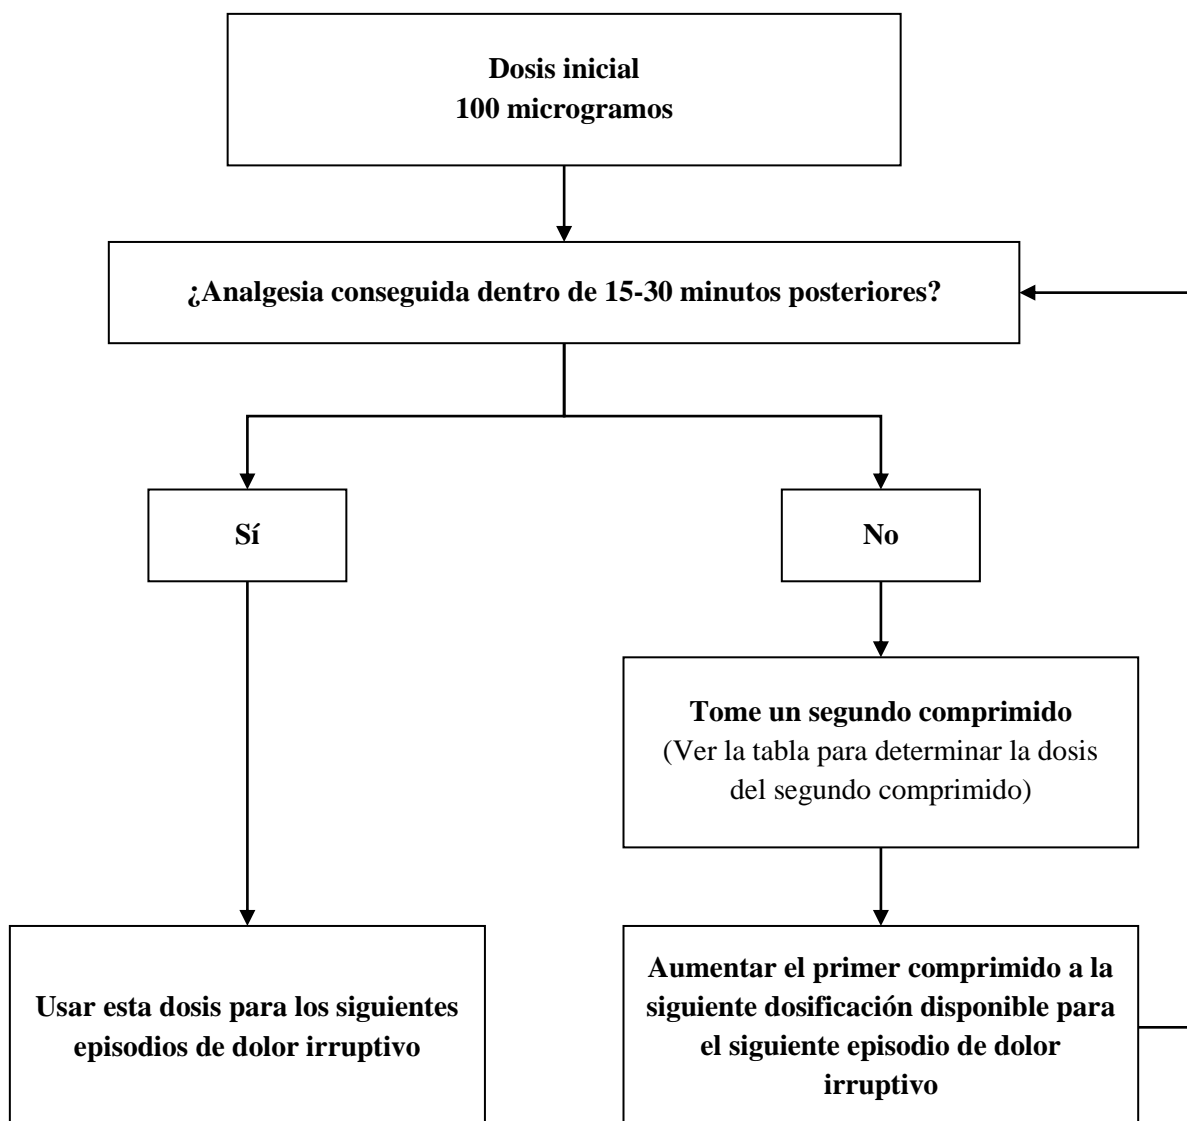 Dosis inicial
100 microgramos
¿Analgesia conseguida dentro de 15-30 minutos posteriores?
Sí
No
Tome un segundo comprimido
(Ver la tabla para determinar la dosis
del segundo comprimido)
Usar esta dosis para los siguientes
episodios de dolor irruptivo
Aumentar el primer comprimido a la
siguiente dosificación disponible para
el siguiente episodio de dolor
irruptivo